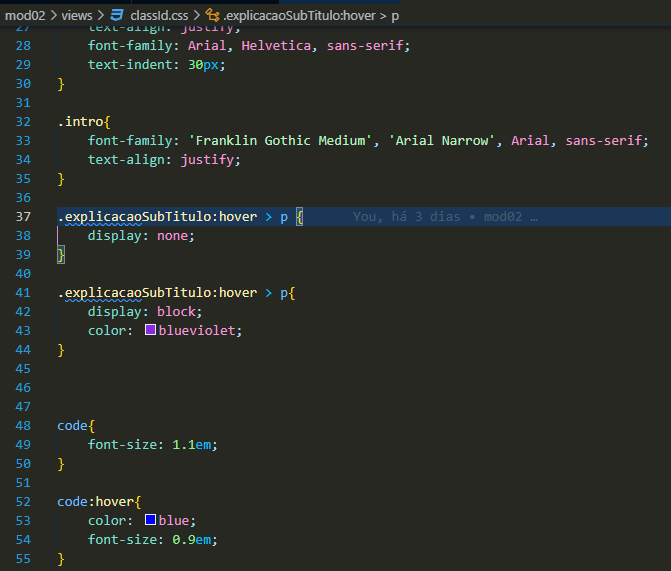 mod02 > views > classId.css > .explicacaoSubTitulo:hover > p
27 text-align: justify;
28 font-family: Arial, Helvetica, sans-serif;
29 text-indent: 30px;
30 }
31
32 .intro{
33 font-family: 'Franklin Gothic Medium', 'Arial Narrow', Arial, sans-serif;
34 text-align: justify;
35 }
36
37 .explicacaoSubTitulo:hover > p { You, há 3 dias • mod02 …
38 display: none;
39 }
40
41 .explicacaoSubTitulo:hover > p{
42 display: block;
43 color: blueviolet;
44 }
45
46
47
48 code{
49 font-size: 1.1em;
50 }
51
52 code:hover{
53 color: blue;
54 font-size: 0.9em;
55 }